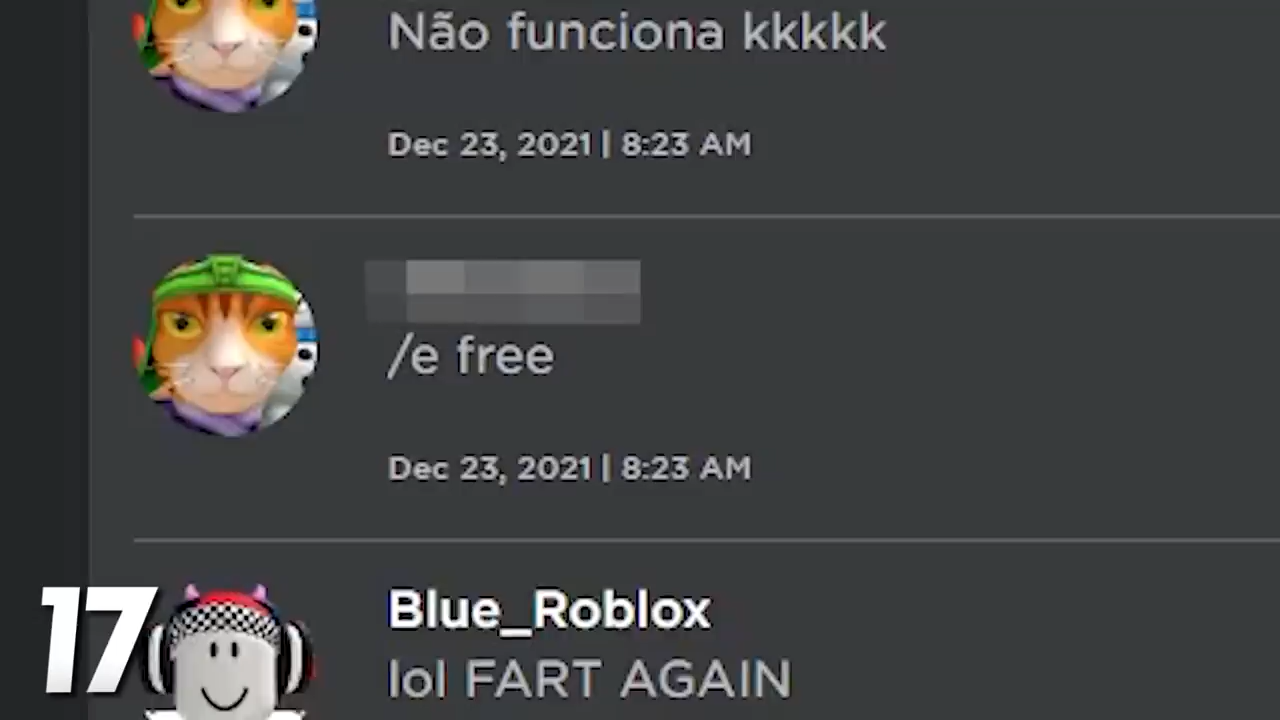 Não funciona kkkkk
Dec 23, 2021 | 8:23 AM
/e free
Dec 23, 2021 | 8:23 AM
Blue_Roblox
lol FART AGAIN
17